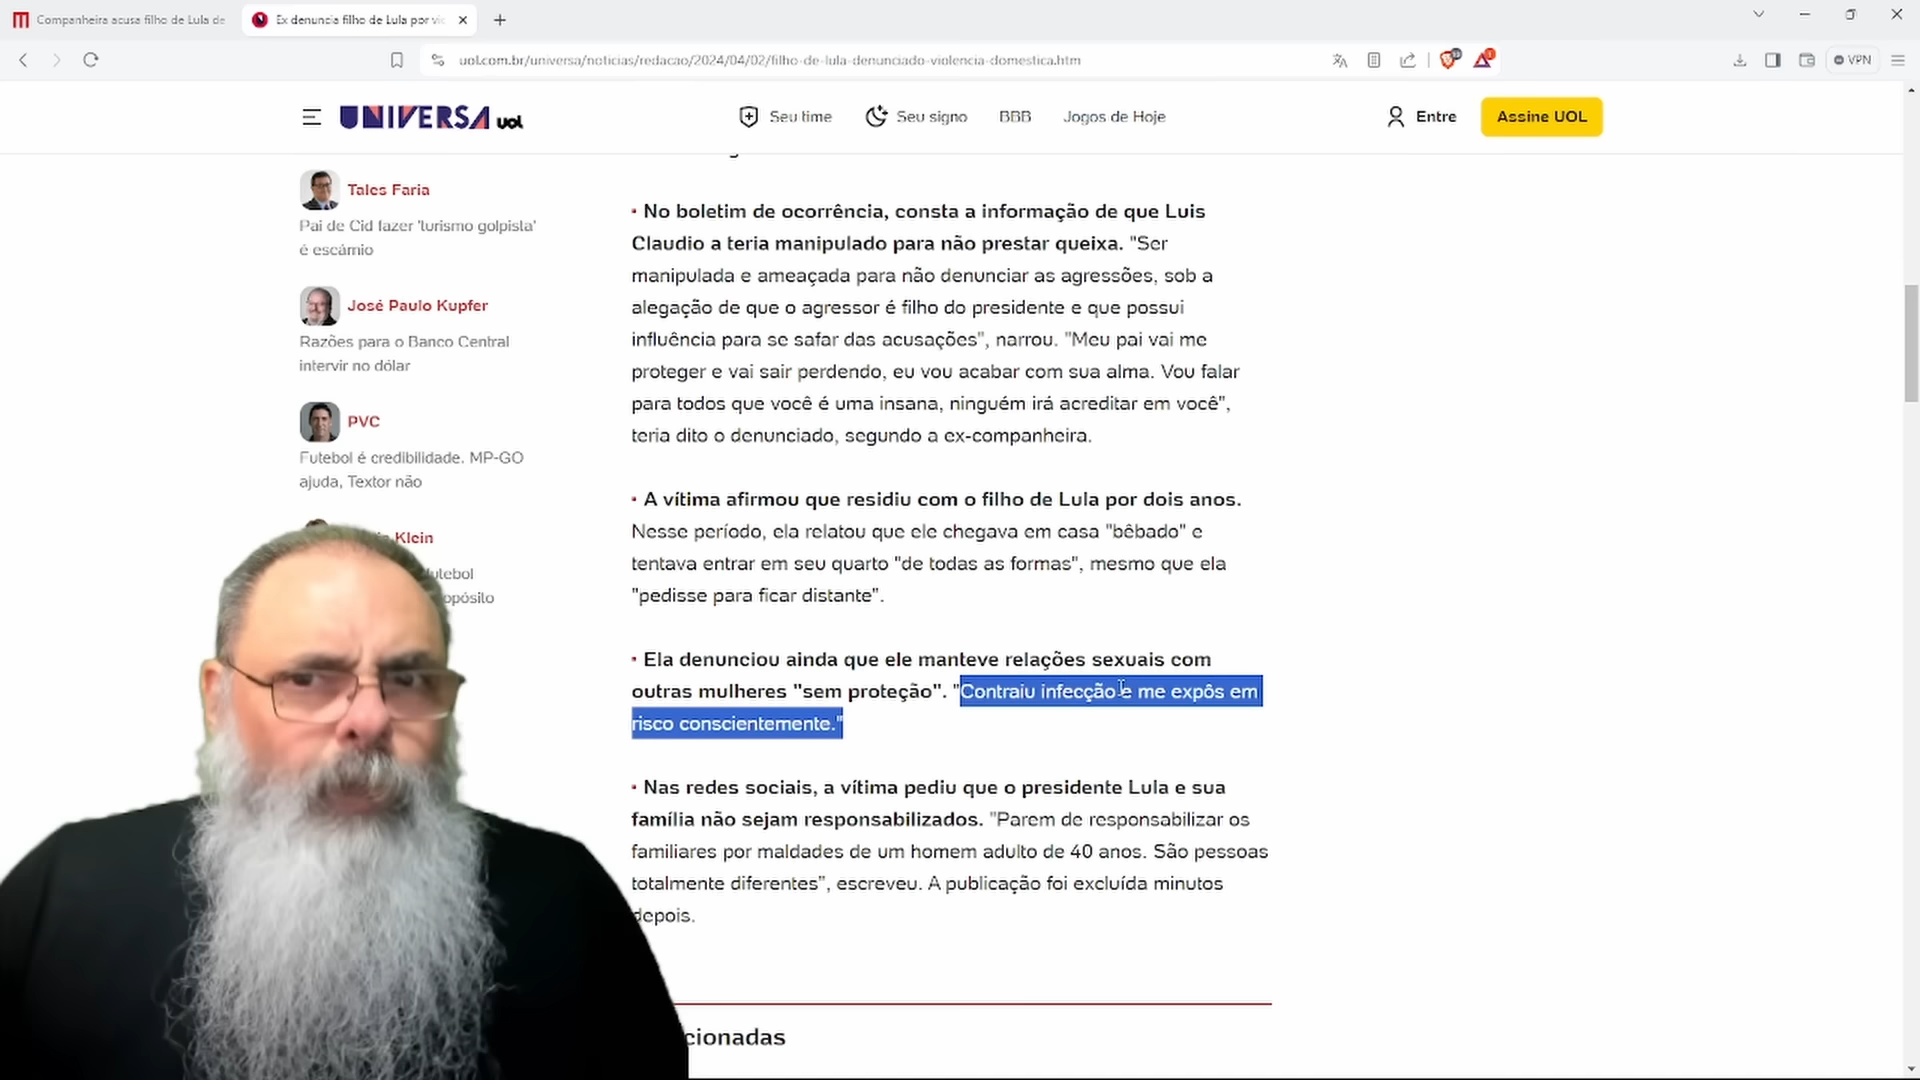 Companheira acusa filho de Lula de
Ex denuncia filho de Lula por vio
uol.com.br/universa/noticias/redacao/2024/04/02/filho-de-lula-denunciado-violencia-domestica.htm
VPN
UNIVERSA uol
Seu time
Seu signo
BBB
Jogos de Hoje
Entre
Assine UOL
Tales Faria
Pai de Cid fazer 'turismo golpista'
é escárnio
José Paulo Kupfer
Razões para o Banco Central
intervir no dólar
PVC
Futebol é credibilidade. MP-GO
ajuda, Textor não
Klein
futebol
opósito
• No boletim de ocorrência, consta a informação de que Luis
Claudio a teria manipulado para não prestar queixa. "Ser
manipulada e ameaçada para não denunciar as agressões, sob a
alegação de que o agressor é filho do presidente e que possui
influência para se safar das acusações", narrou. "Meu pai vai me
proteger e vai sair perdendo, eu vou acabar com sua alma. Vou falar
para todos que você é uma insana, ninguém irá acreditar em você",
teria dito o denunciado, segundo a ex-companheira.
• A vítima afirmou que residiu com o filho de Lula por dois anos.
Nesse período, ela relatou que ele chegava em casa "bêbado" e
tentava entrar em seu quarto "de todas as formas", mesmo que ela
"pedisse para ficar distante".
• Ela denunciou ainda que ele manteve relações sexuais com
outras mulheres "sem proteção". "Contraiu infecção e me expôs em
risco conscientemente."
• Nas redes sociais, a vítima pediu que o presidente Lula e sua
família não sejam responsabilizados. "Parem de responsabilizar os
familiares por maldades de um homem adulto de 40 anos. São pessoas
totalmente diferentes", escreveu. A publicação foi excluída minutos
depois.
cionadas